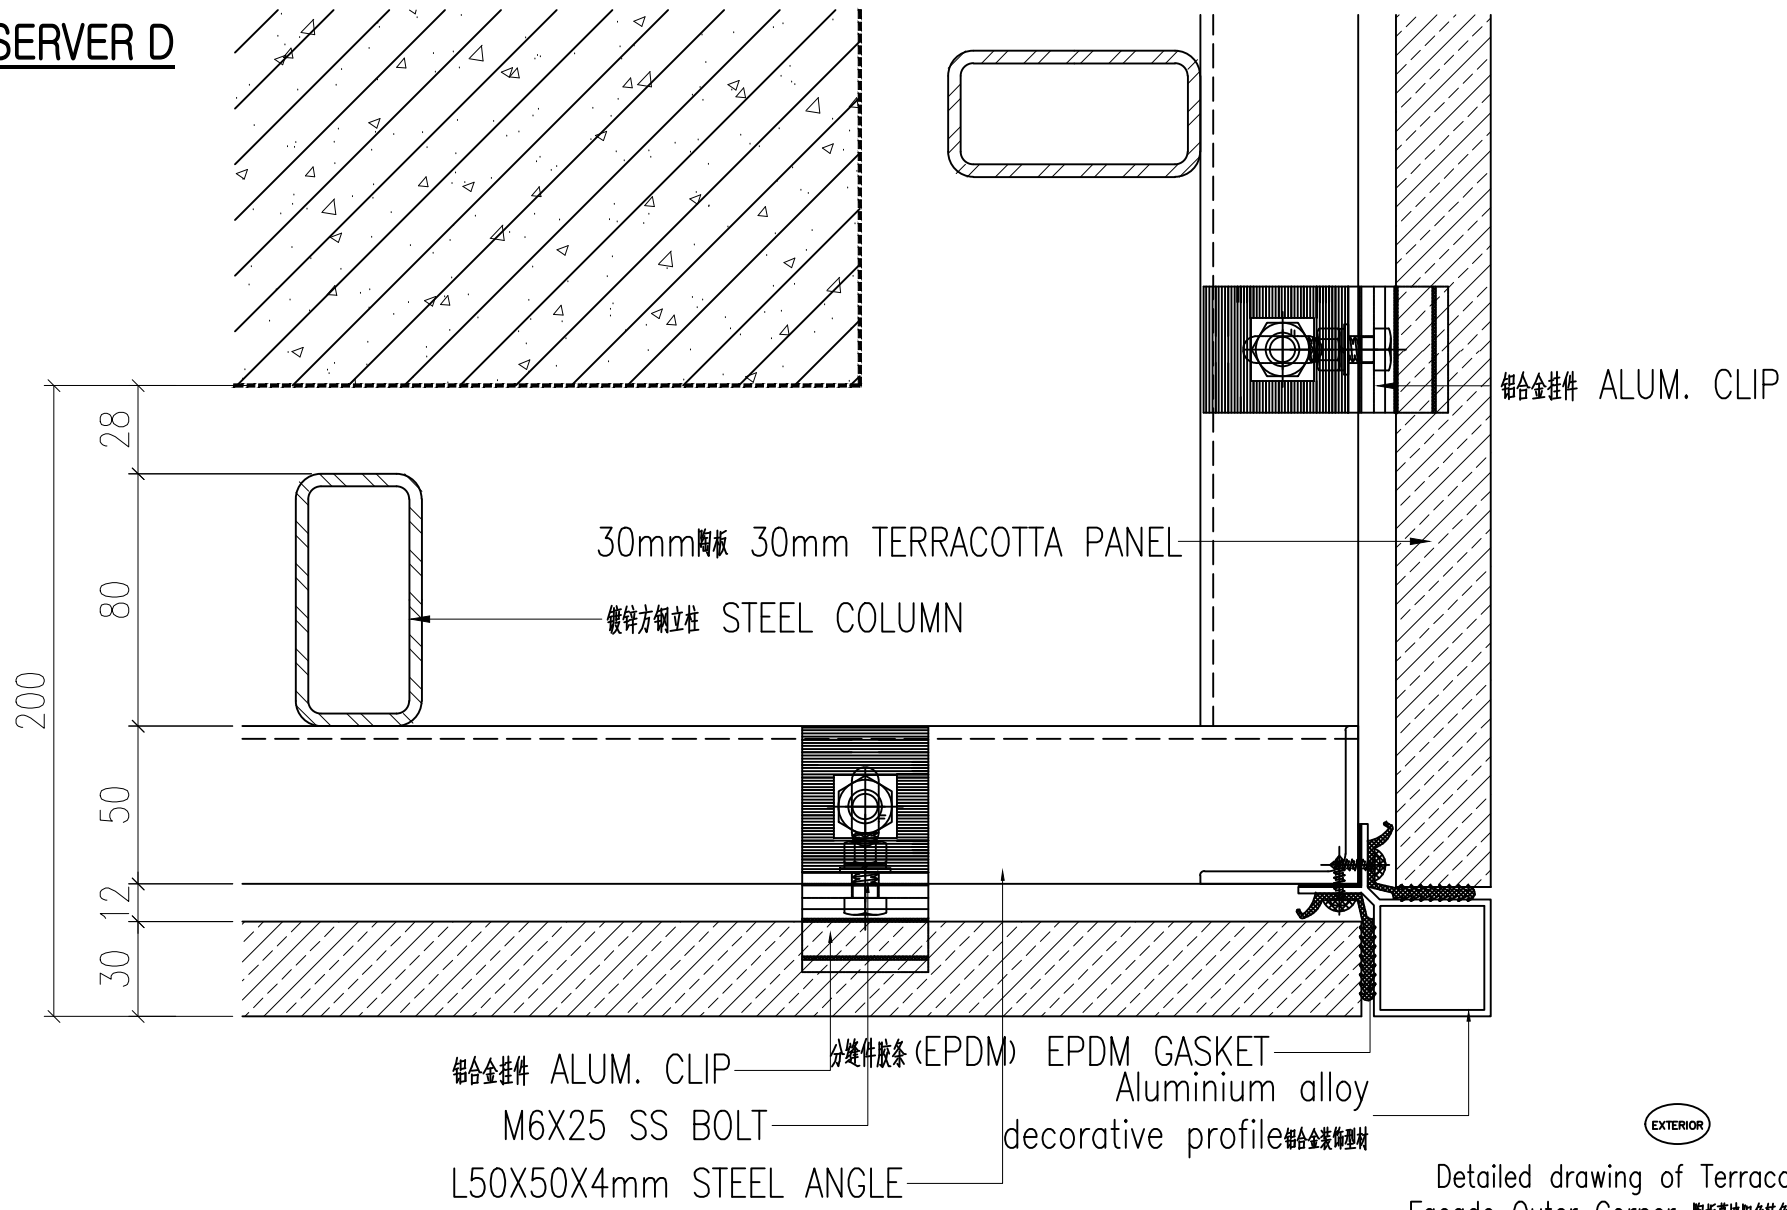 SERVER D
铝合金挂件 ALUM. CLIP
28
30mm陶板 30mm TERRACOTTA PANEL
80
镀锌方钢立柱 STEEL COLUMN
200
50
12
30
分缝件胶条(EPDM) EPDM GASKET
铝合金挂件 ALUM. CLIP
Aluminium alloy
decorative profile铝合金装饰型材
M6X25 SS BOLT
L50X50X4mm STEEL ANGLE
EXTERIOR
Detailed drawing of Terraco
Facade Outer Corner